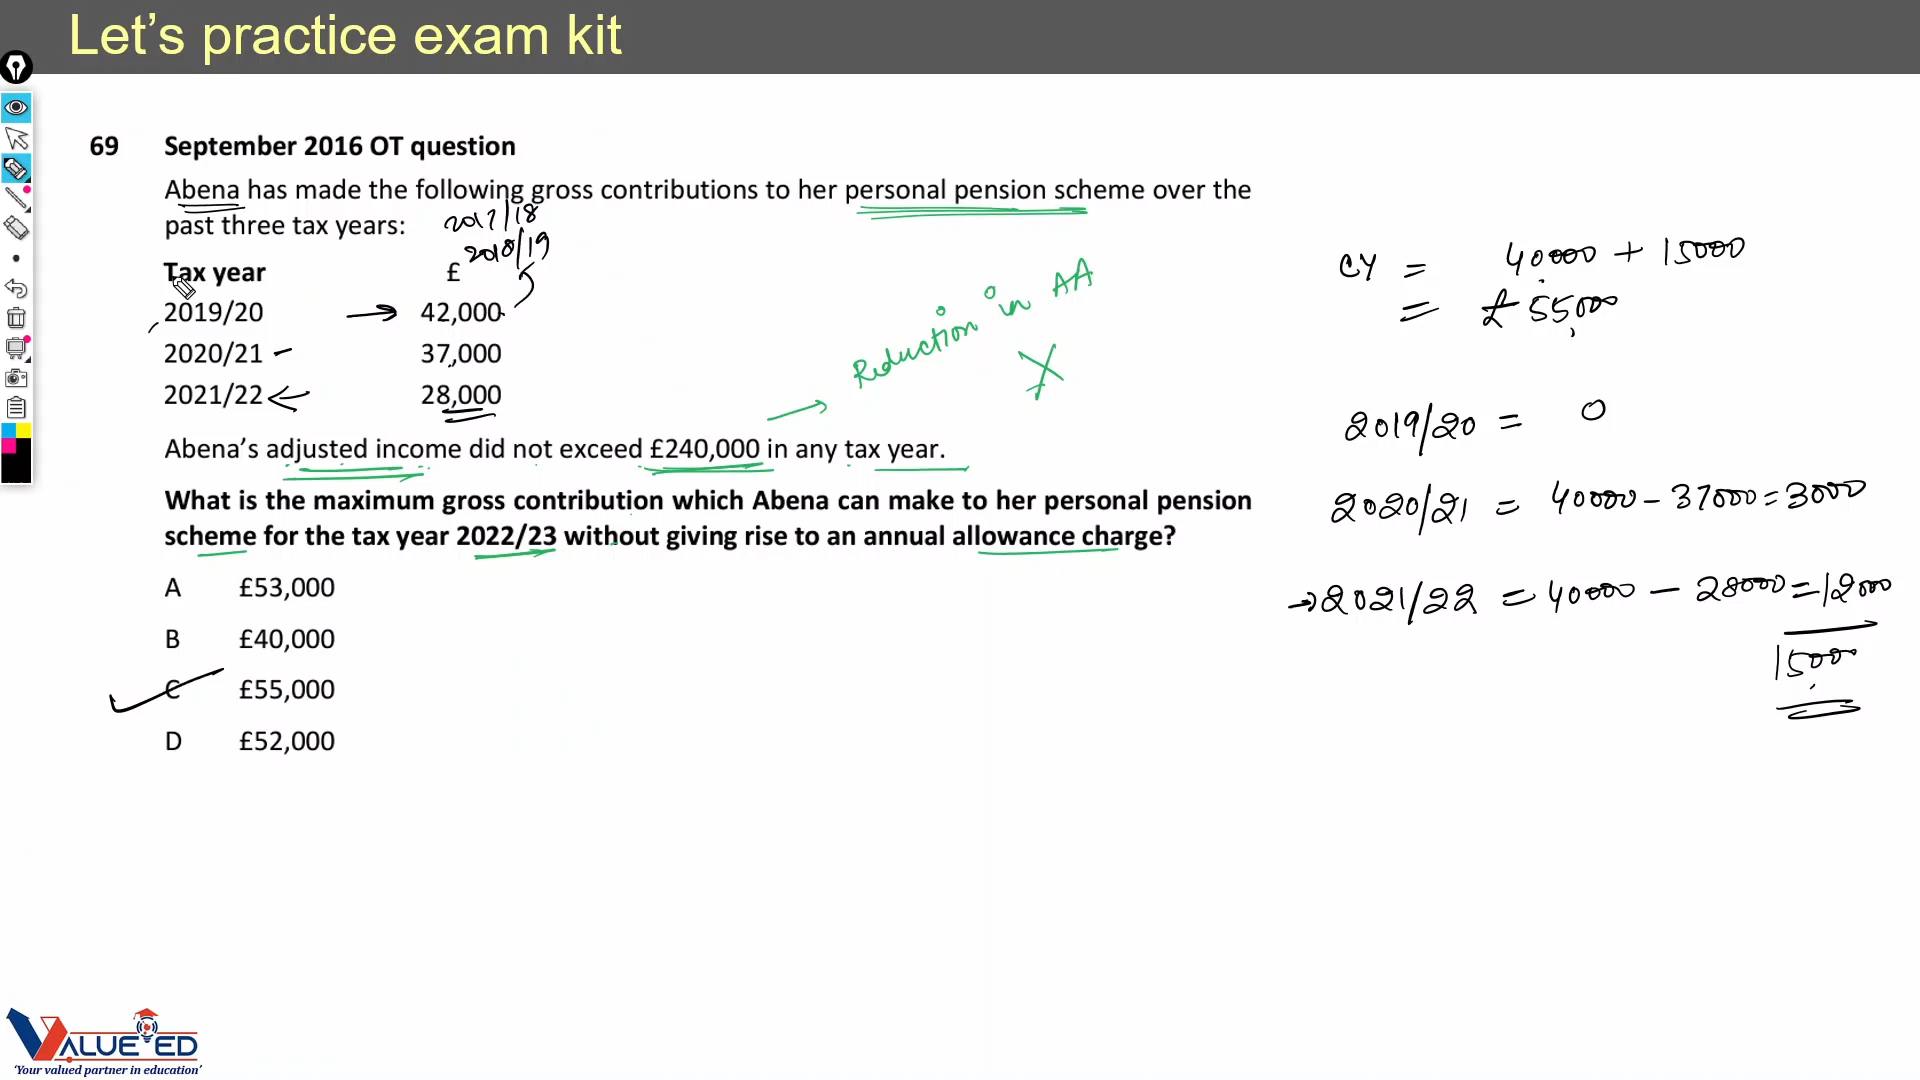 Let's practice exam kit
69 September 2016 OT question
Abena has made the following gross contributions to her personal pension scheme over the
past three tax years:
2017/18
2018/19
Tax year £
2019/20 → 42,000
2020/21 37,000
2021/22 ← 28,000
Reduction in AA
X
Abena's adjusted income did not exceed £240,000 in any tax year.
What is the maximum gross contribution which Abena can make to her personal pension
scheme for the tax year 2022/23 without giving rise to an annual allowance charge?
A £53,000
B £40,000
C £55,000
D £52,000
CY = 40000 + 15000
= £55,000
2019/20 = 0
2020/21 = 40000 - 37000 = 3000
→ 2021/22 = 40000 - 28000 = 12000
15,000
VALUE ED
'Your valued partner in education'